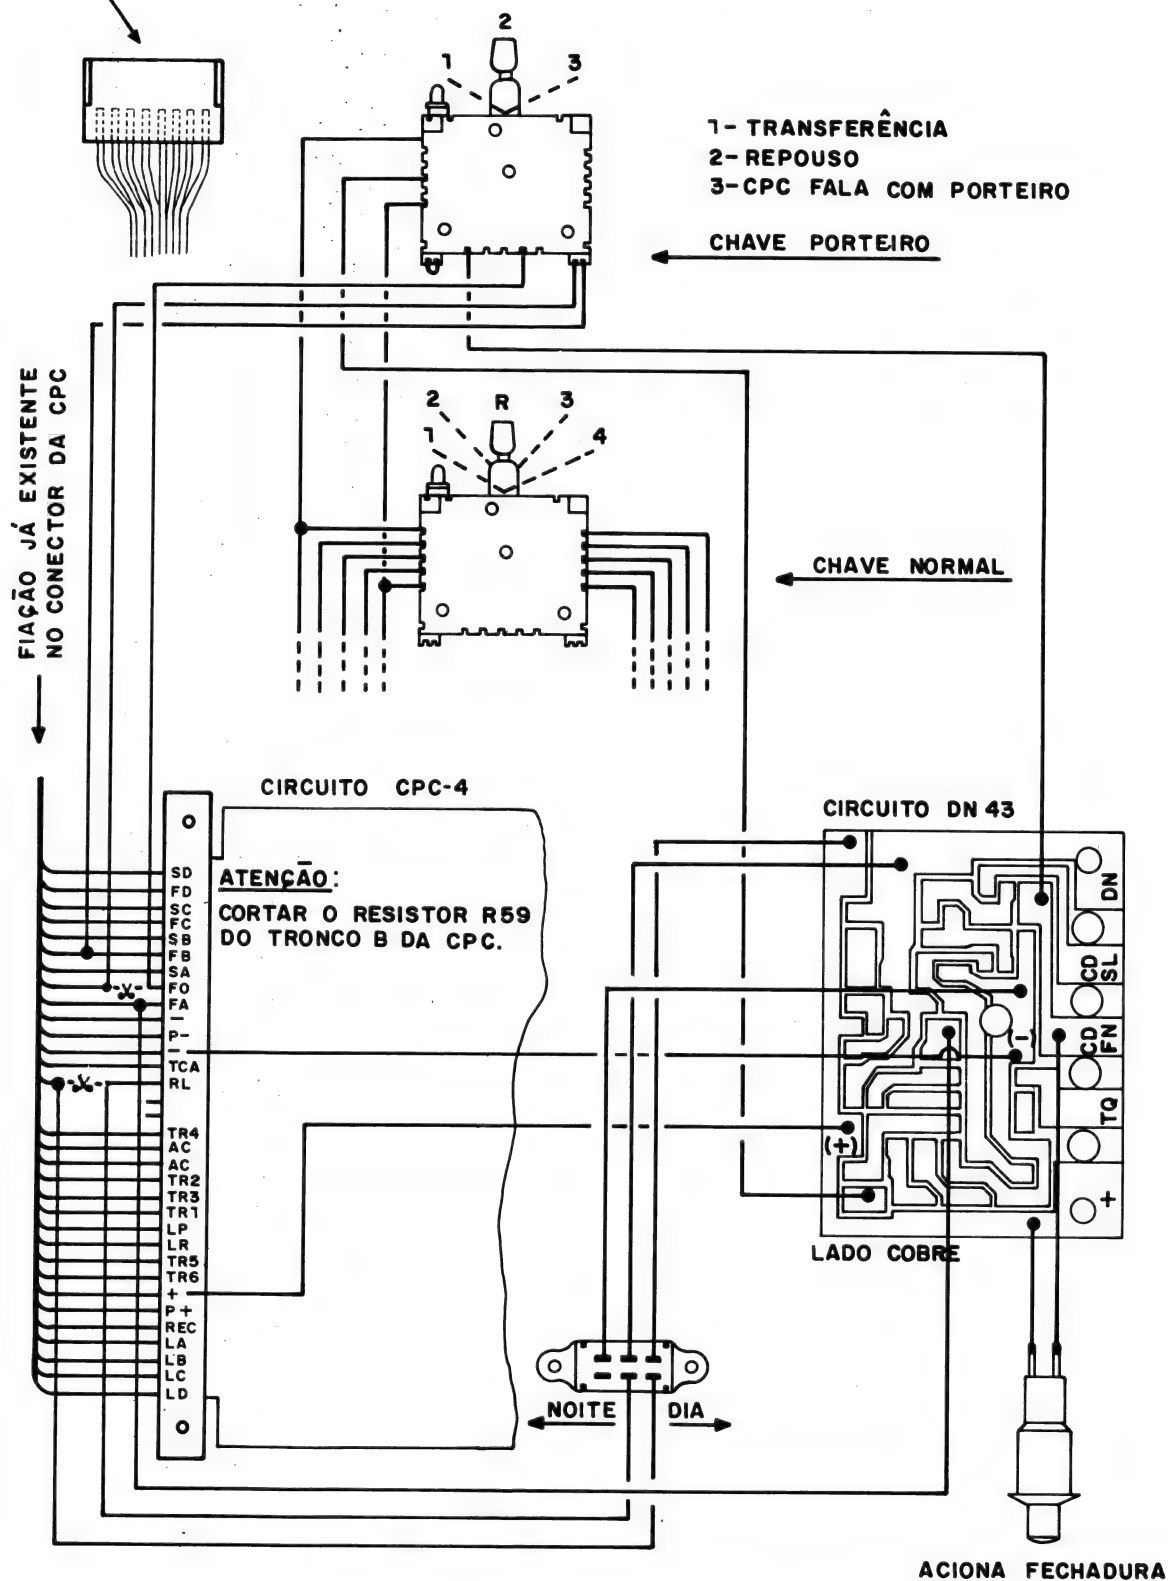 2
1
3
1- TRANSFERÊNCIA
2- REPOUSO
3-CPC FALA COM PORTEIRO
CHAVE PORTEIRO
FIAÇÃO JÁ EXISTENTE
NO CONECTOR DA CPC
2
R
3
1
4
CHAVE NORMAL
CIRCUITO CPC-4
ATENÇÃO:
CORTAR O RESISTOR R59
DO TRONCO B DA CPC.
SD
FD
SC
FC
SB
FB
SA
FO
FA
-
P-
-
TCA
RL
TR4
AC
AC
TR2
TR3
TR1
LP
LR
TR5
TR6
+
P+
REC
LA
LB
LC
LD
CIRCUITO DN 43
DN
CD
SL
CD
FN
TQ
+
(-)
(+)
LADO COBRE
NOITE
DIA
ACIONA FECHADURA